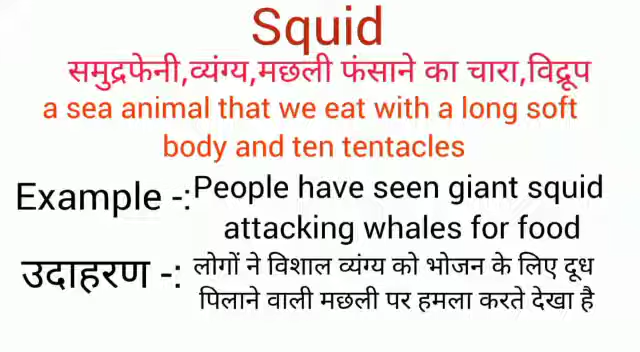 Squid
समुद्रफेनी,व्यंग्य,मछली फंसाने का चारा,विद्रूप
a sea animal that we eat with a long soft
body and ten tentacles
Example -:People have seen giant squid
attacking whales for food
उदाहरण -: लोगों ने विशाल व्यंग्य को भोजन के लिए दूध
पिलाने वाली मछली पर हमला करते देखा है